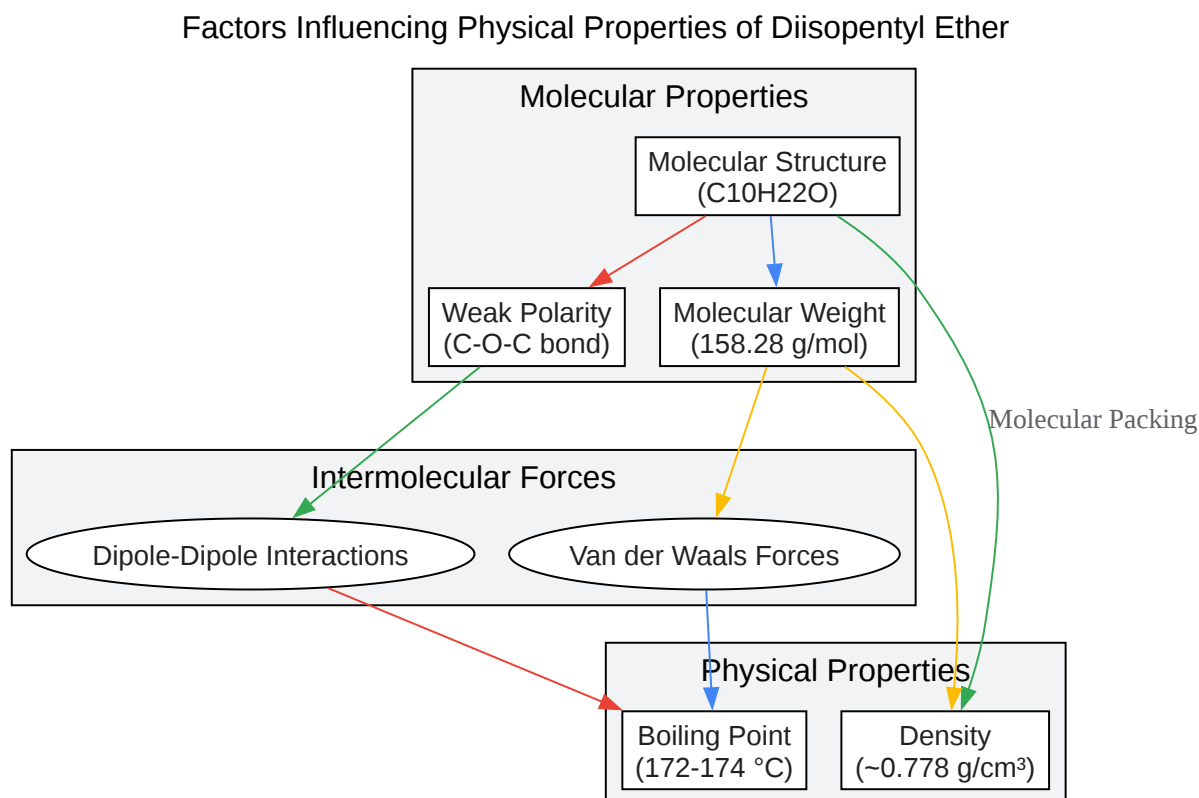 Factors Influencing Physical Properties of Diisopentyl Ether
Molecular Properties
Molecular Structure
(C10H22O)
Weak Polarity
(C-O-C bond)
Molecular Weight
(158.28 g/mol)
Molecular Packing
Intermolecular Forces
Dipole-Dipole Interactions
Van der Waals Forces
Physical Properties
Boiling Point
(172-174 °C)
Density
(~0.778 g/cm³)